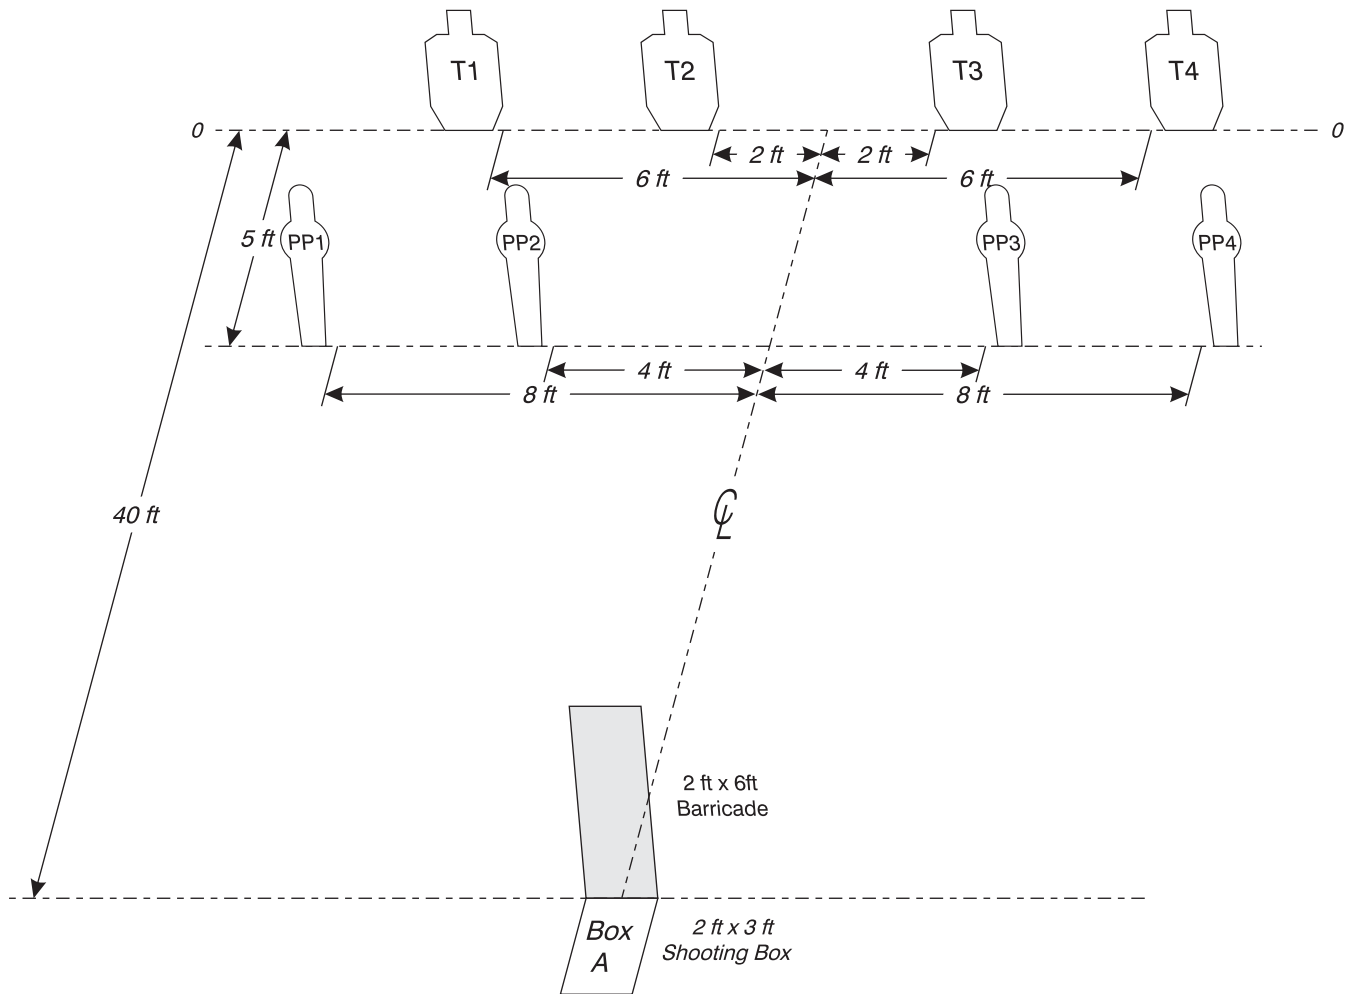 T1 T2 T3 T4
0 0
2 ft 2 ft
6 ft 6 ft
5 ft PP1 PP2 PP3 PP4
4 ft 4 ft
8 ft 8 ft
℄
40 ft
2 ft x 6ft
Barricade
Box
A
2 ft x 3 ft
Shooting Box